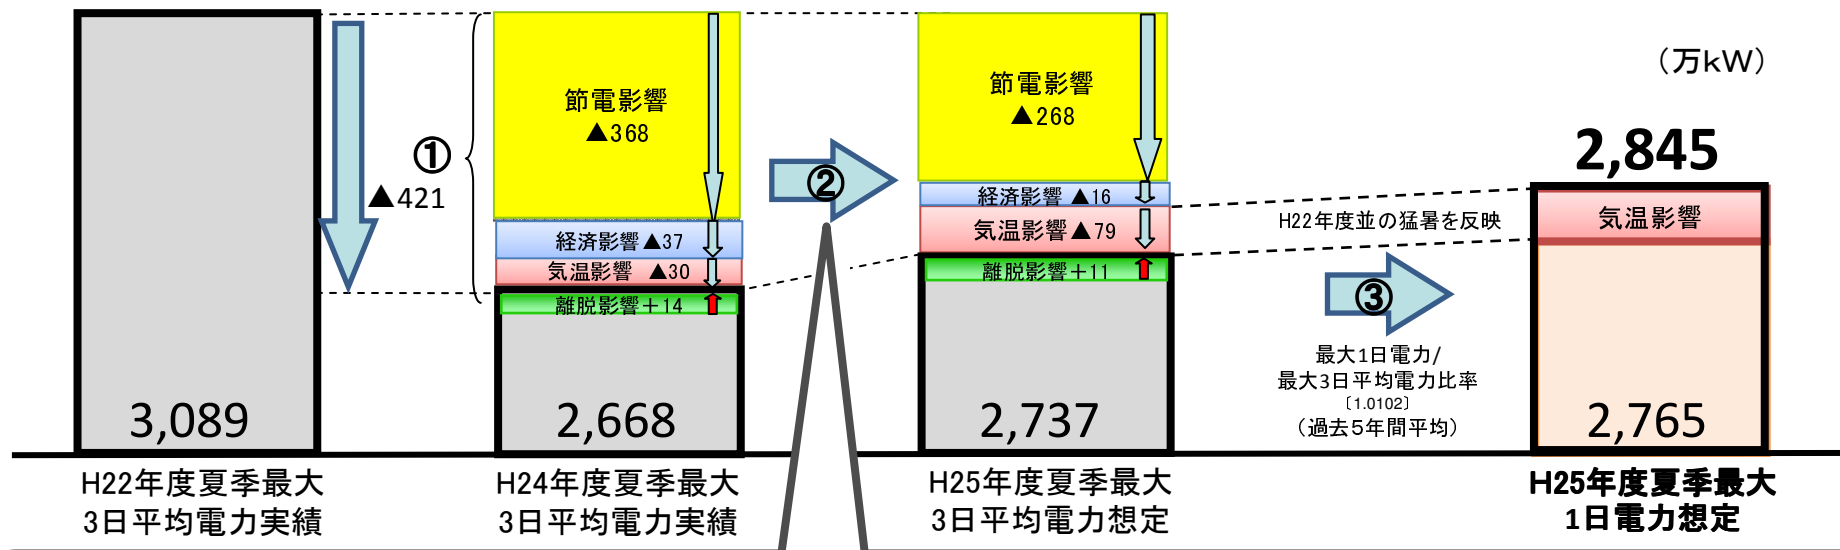 （万kW）
節電影響
▲368
節電影響
▲268
2,845
①
▲421
②
経済影響▲37
気温影響 ▲30
離脱影響＋14
経済影響 ▲16
気温影響▲79
離脱影響＋11
H22年度並の猛暑を反映
気温影響
③
最大1日電力/
最大3日平均電力比率
〔1.0102〕
（過去5年間平均）
3,089
2,668
2,737
2,765
H22年度夏季最大
3日平均電力実績
H24年度夏季最大
3日平均電力実績
H25年度夏季最大
3日平均電力想定
H25年度夏季最大
1日電力想定